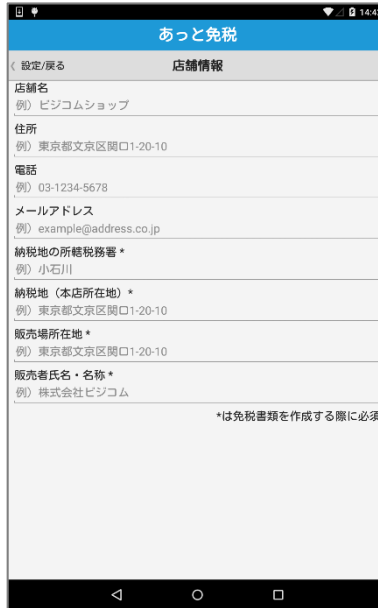 14:47
あっと免税
《 設定/戻る 店舗情報
店舗名
例）ビジコムショップ
住所
例）東京都文京区関口1-20-10
電話
例）03-1234-5678
メールアドレス
例）example@address.co.jp
納税地の所轄税務署 *
例）小石川
納税地（本店所在地）*
例）東京都文京区関口1-20-10
販売場所在地 *
例）東京都文京区関口1-20-10
販売者氏名・名称 *
例）株式会社ビジコム
*は免税書類を作成する際に必須